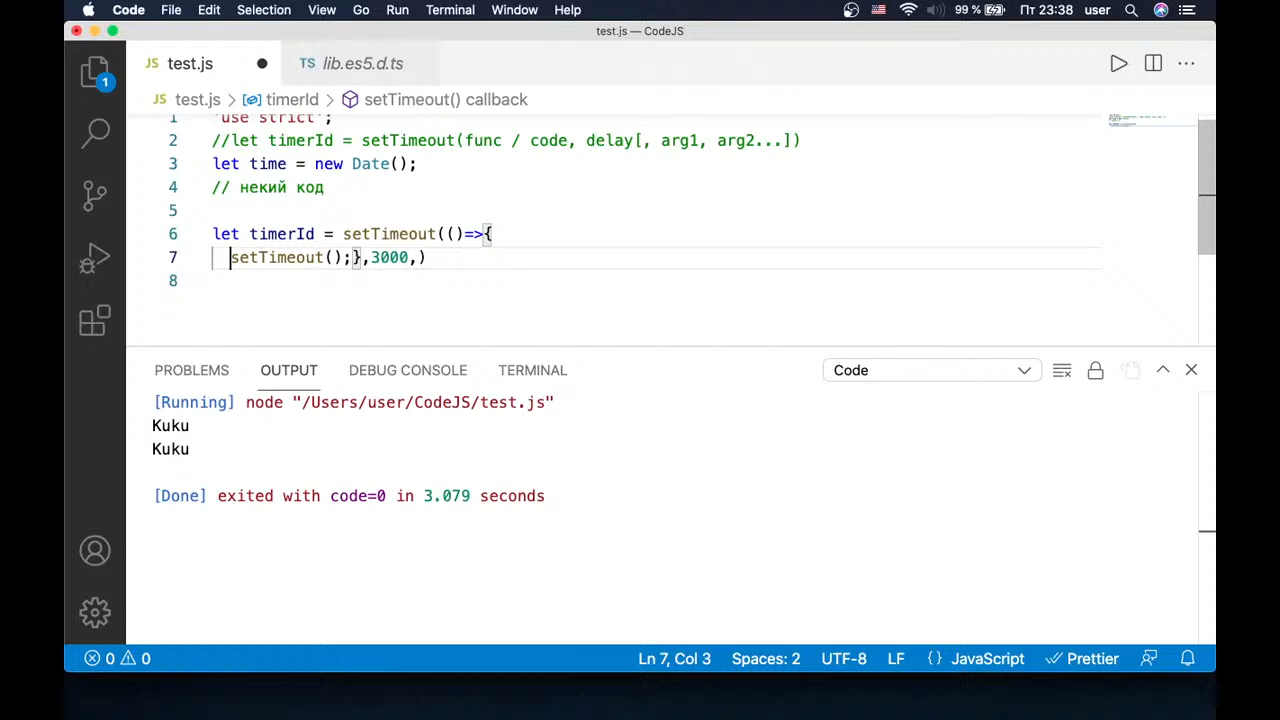 Code File Edit Selection View Go Run Terminal Window Help 99 % Пт 23:38 user
test.js — CodeJS
JS test.js TS lib.es5.d.ts
JS test.js > timerId > setTimeout() callback
1 'use strict';
2 //let timerId = setTimeout(func / code, delay[, arg1, arg2...])
3 let time = new Date();
4 // некий код
5
6 let timerId = setTimeout(()=>{
7 setTimeout();},3000,)
8
1
PROBLEMS OUTPUT DEBUG CONSOLE TERMINAL Code
[Running] node "/Users/user/CodeJS/test.js"
Kuku
Kuku
[Done] exited with code=0 in 3.079 seconds
0 0 Ln 7, Col 3 Spaces: 2 UTF-8 LF {} JavaScript Prettier